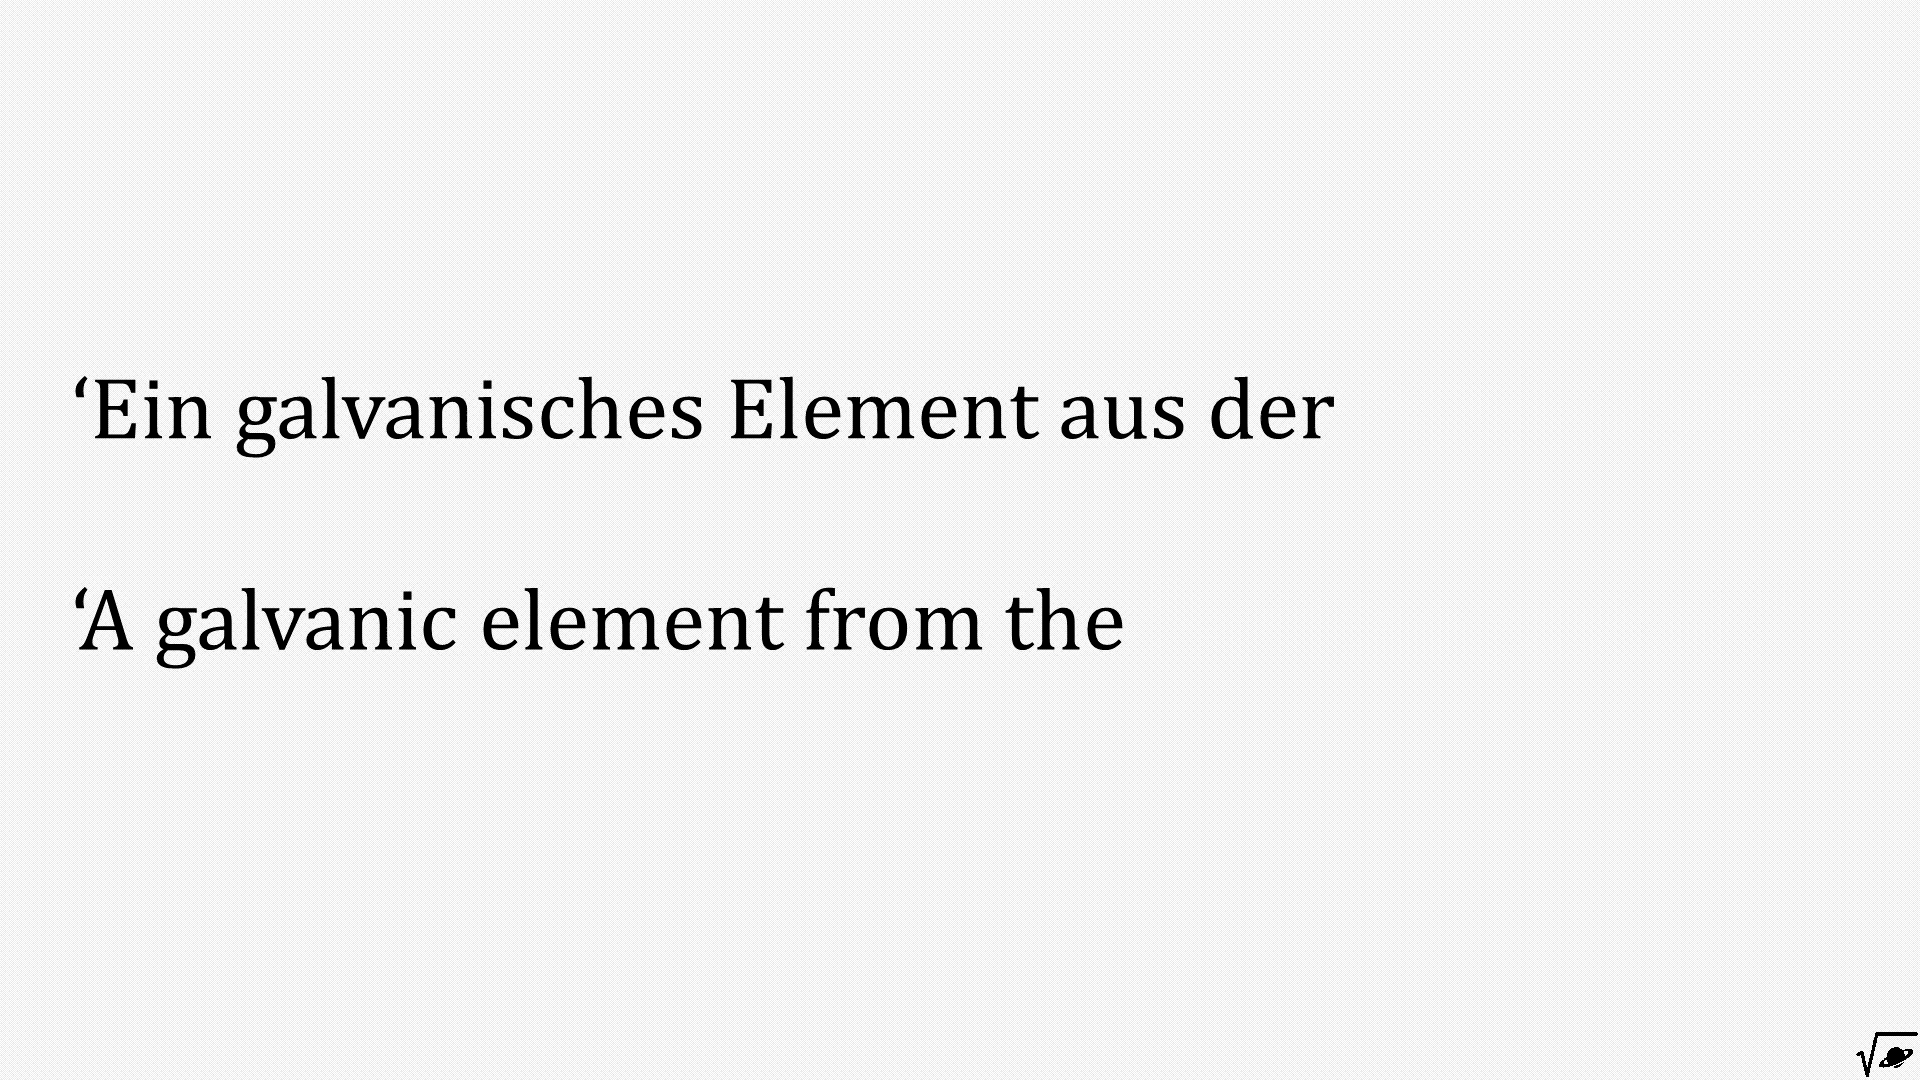 ‘Ein galvanisches Element aus der
‘A galvanic element from the